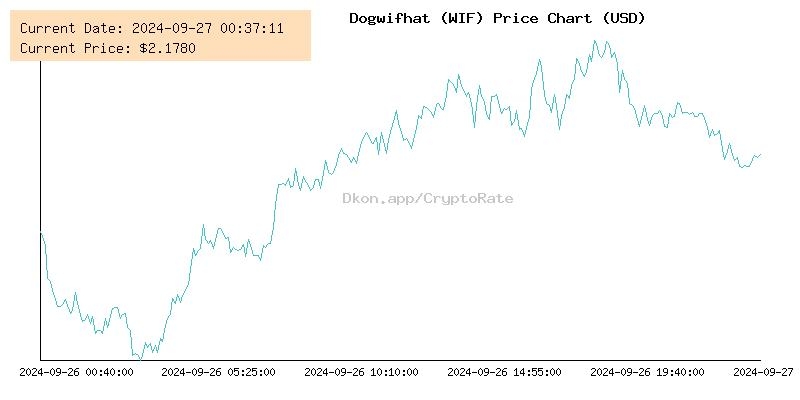 Dogwifhat (WIF) Price Chart (USD)
Current Date: 2024-09-27 00:37:11
Current Price: $2.1780
Dkon.app/CryptoRate
2024-09-26 00:40:00 2024-09-26 05:25:00 2024-09-26 10:10:00 2024-09-26 14:55:00 2024-09-26 19:40:00 2024-09-27